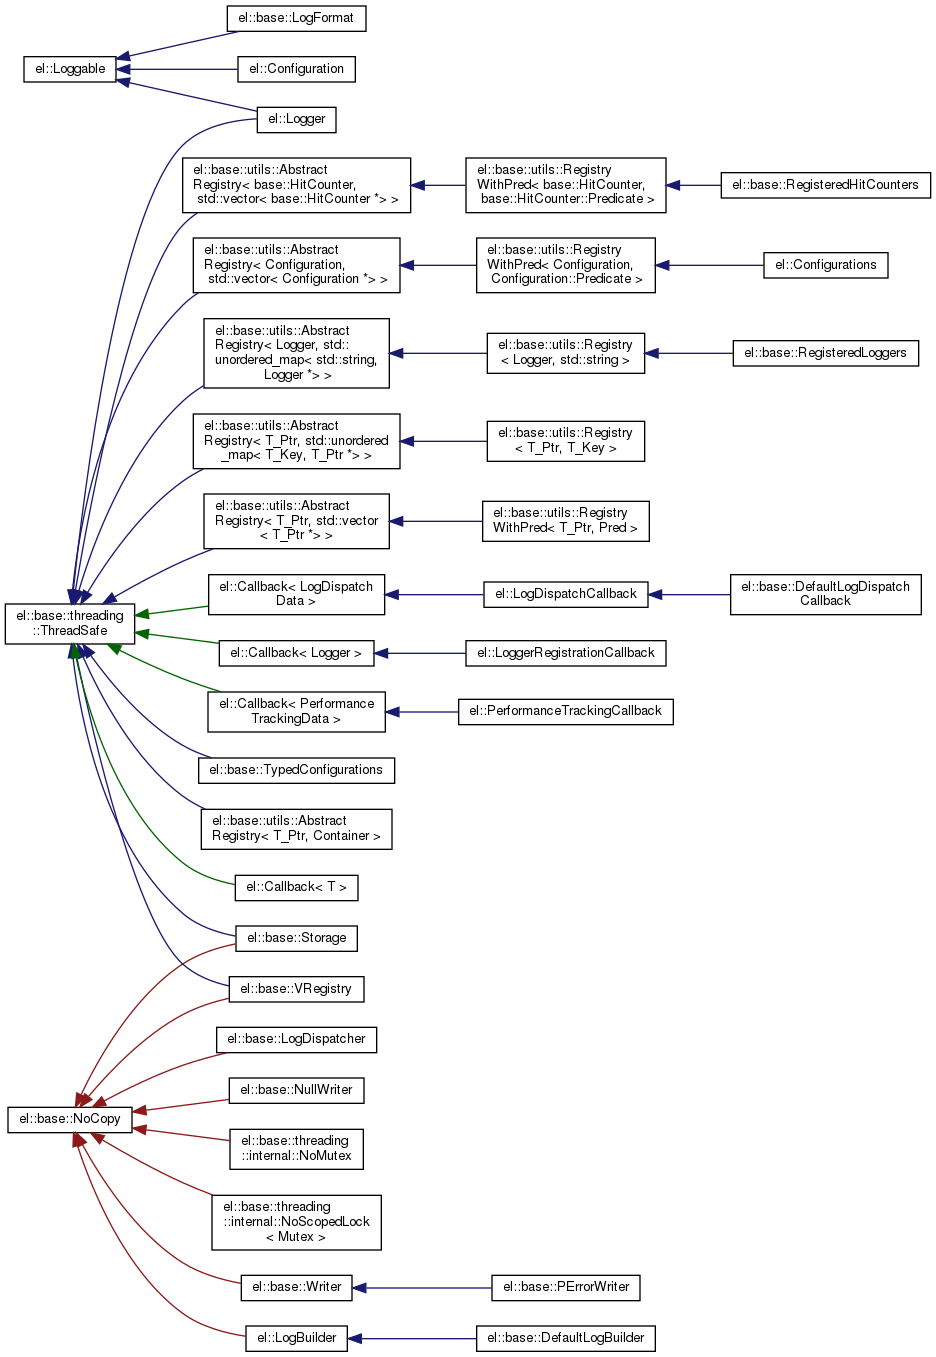 el::base::LogFormat
el::Loggable
el::Configuration
el::Logger
el::base::utils::Abstract
Registry< base::HitCounter,
std::vector< base::HitCounter *> >
el::base::utils::Registry
WithPred< base::HitCounter,
base::HitCounter::Predicate >
el::base::RegisteredHitCounters
el::base::utils::Abstract
Registry< Configuration,
std::vector< Configuration *> >
el::base::utils::Registry
WithPred< Configuration,
Configuration::Predicate >
el::Configurations
el::base::utils::Abstract
Registry< Logger, std::
unordered_map< std::string,
Logger *> >
el::base::utils::Registry
< Logger, std::string >
el::base::RegisteredLoggers
el::base::utils::Abstract
Registry< T_Ptr, std::unordered
_map< T_Key, T_Ptr *> >
el::base::utils::Registry
< T_Ptr, T_Key >
el::base::utils::Abstract
Registry< T_Ptr, std::vector
< T_Ptr *> >
el::base::utils::Registry
WithPred< T_Ptr, Pred >
el::base::threading
::ThreadSafe
el::Callback< LogDispatch
Data >
el::LogDispatchCallback
el::base::DefaultLogDispatch
Callback
el::Callback< Logger >
el::LoggerRegistrationCallback
el::Callback< Performance
TrackingData >
el::PerformanceTrackingCallback
el::base::TypedConfigurations
el::base::utils::Abstract
Registry< T_Ptr, Container >
el::Callback< T >
el::base::Storage
el::base::VRegistry
el::base::LogDispatcher
el::base::NullWriter
el::base::NoCopy
el::base::threading
::internal::NoMutex
el::base::threading
::internal::NoScopedLock
< Mutex >
el::base::Writer
el::base::PErrorWriter
el::LogBuilder
el::base::DefaultLogBuilder